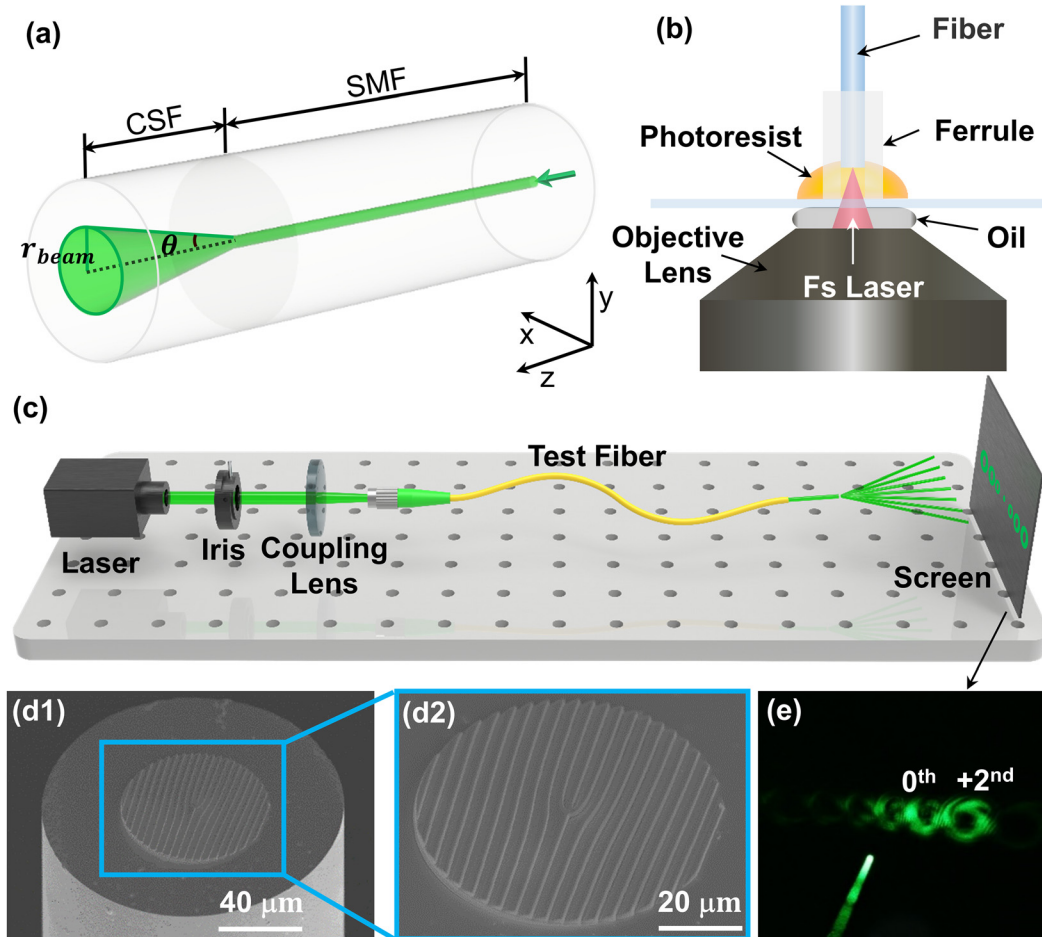 (a)
CSF
SMF
r_beam
θ
x
y
z
(b)
Fiber
Photoresist
Ferrule
Objective
Lens
Oil
Fs Laser
(c)
Laser
Iris
Coupling
Lens
Test Fiber
Screen
(d1)
40 μm
(d2)
20 μm
(e)
0th
+2nd